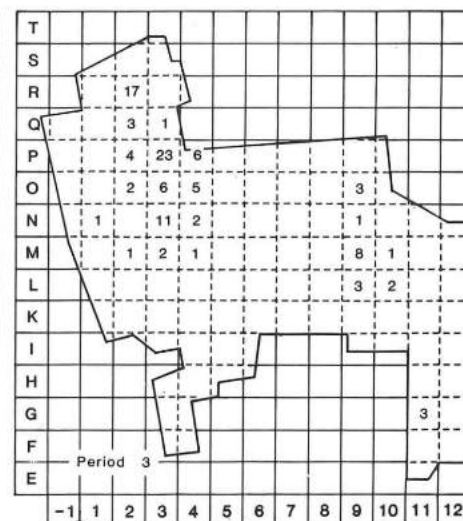 T
S
R 17
Q 3 1
P 4 23 6
O 2 6 5 3
N 1 11 2 1
M 1 2 1 8 1
L 3 2
K
I
H
G 3
F
Period 3
E
-1 1 2 3 4 5 6 7 8 9 10 11 12